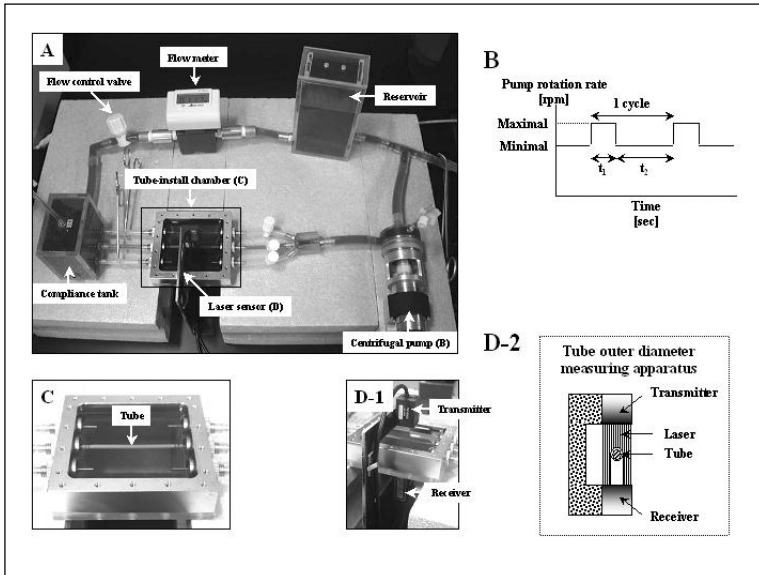 A
Flow meter
Flow control valve
Reservoir
Tube-install chamber (C)
Compliance tank
Laser sensor (D)
Centrifugal pump (B)
B
Pump rotation rate
[rpm]
1 cycle
Maximal
Minimal
t1
t2
Time
[sec]
C
Tube
D-1
Transmitter
Receiver
D-2
Tube outer diameter
measuring apparatus
Transmitter
Laser
Tube
Receiver